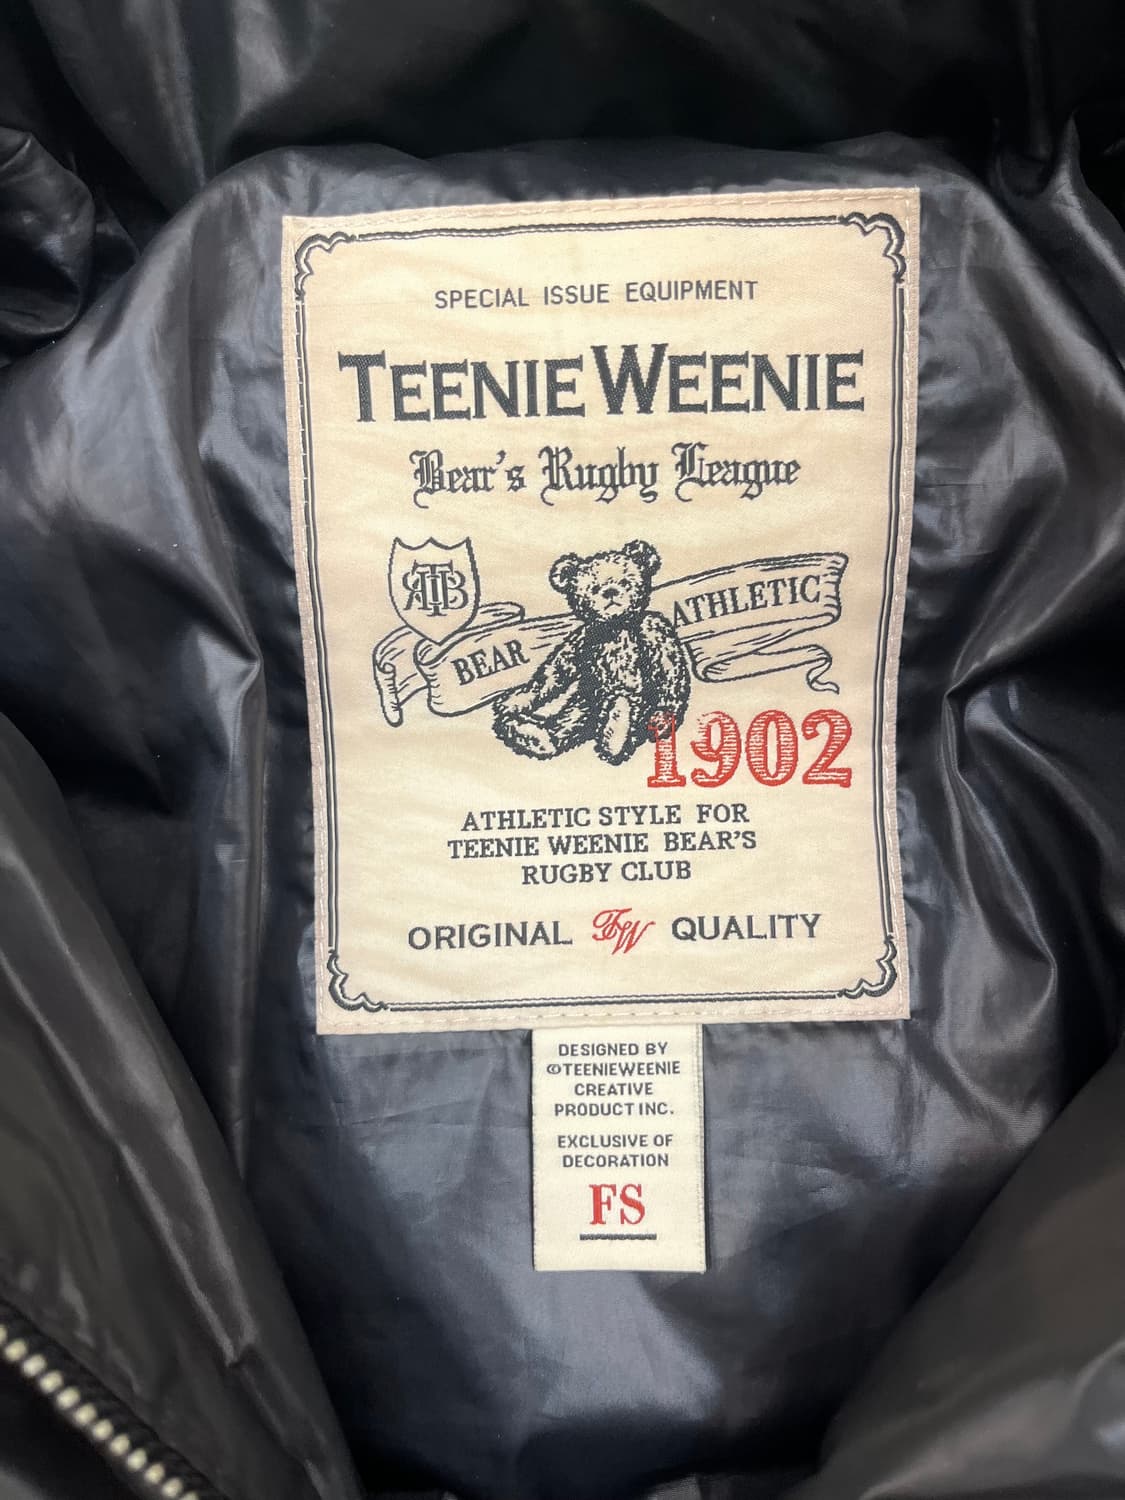 SPECIAL ISSUE EQUIPMENT
TEENIE WEENIE
Bear's Rugby League
BEAR ATHLETIC
1902
ATHLETIC STYLE FOR
TEENIE WEENIE BEAR'S
RUGBY CLUB
ORIGINAL TW QUALITY
DESIGNED BY
©TEENIEWEENIE
CREATIVE
PRODUCT INC.
EXCLUSIVE OF
DECORATION
FS